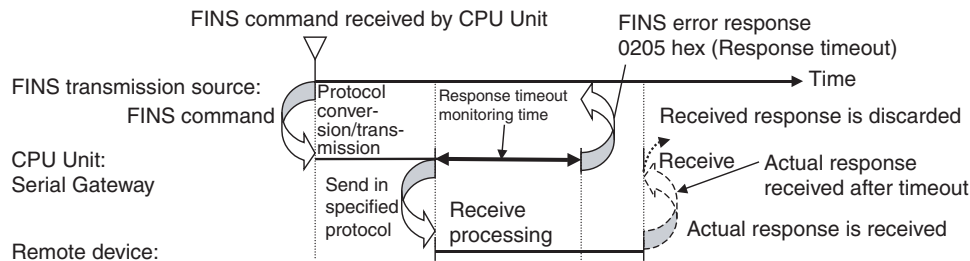 FINS command received by CPU Unit
FINS error response
0205 hex (Response timeout)
FINS transmission source:
Time
FINS command
Protocol
conver-
sion/trans-
mission
Response timeout
monitoring time
Received response is discarded
CPU Unit:
Serial Gateway
Receive
Actual response
received after timeout
Send in
specified
protocol
Receive
processing
Actual response is received
Remote device: